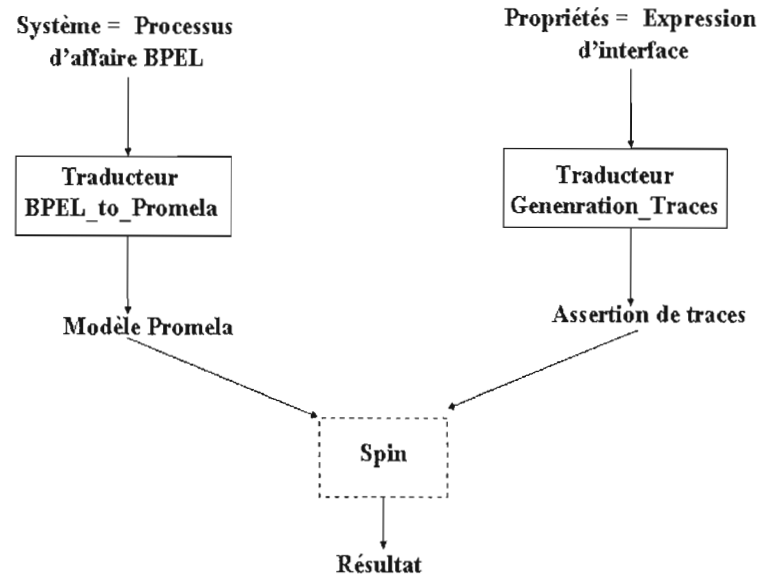 Système = Processus
d'affaire BPEL
Propriétés = Expression
d'interface
Traducteur
BPEL_to_Promela
Traducteur
Genenration_Traces
Modèle Promela
Assertion de traces
Spin
Résultat